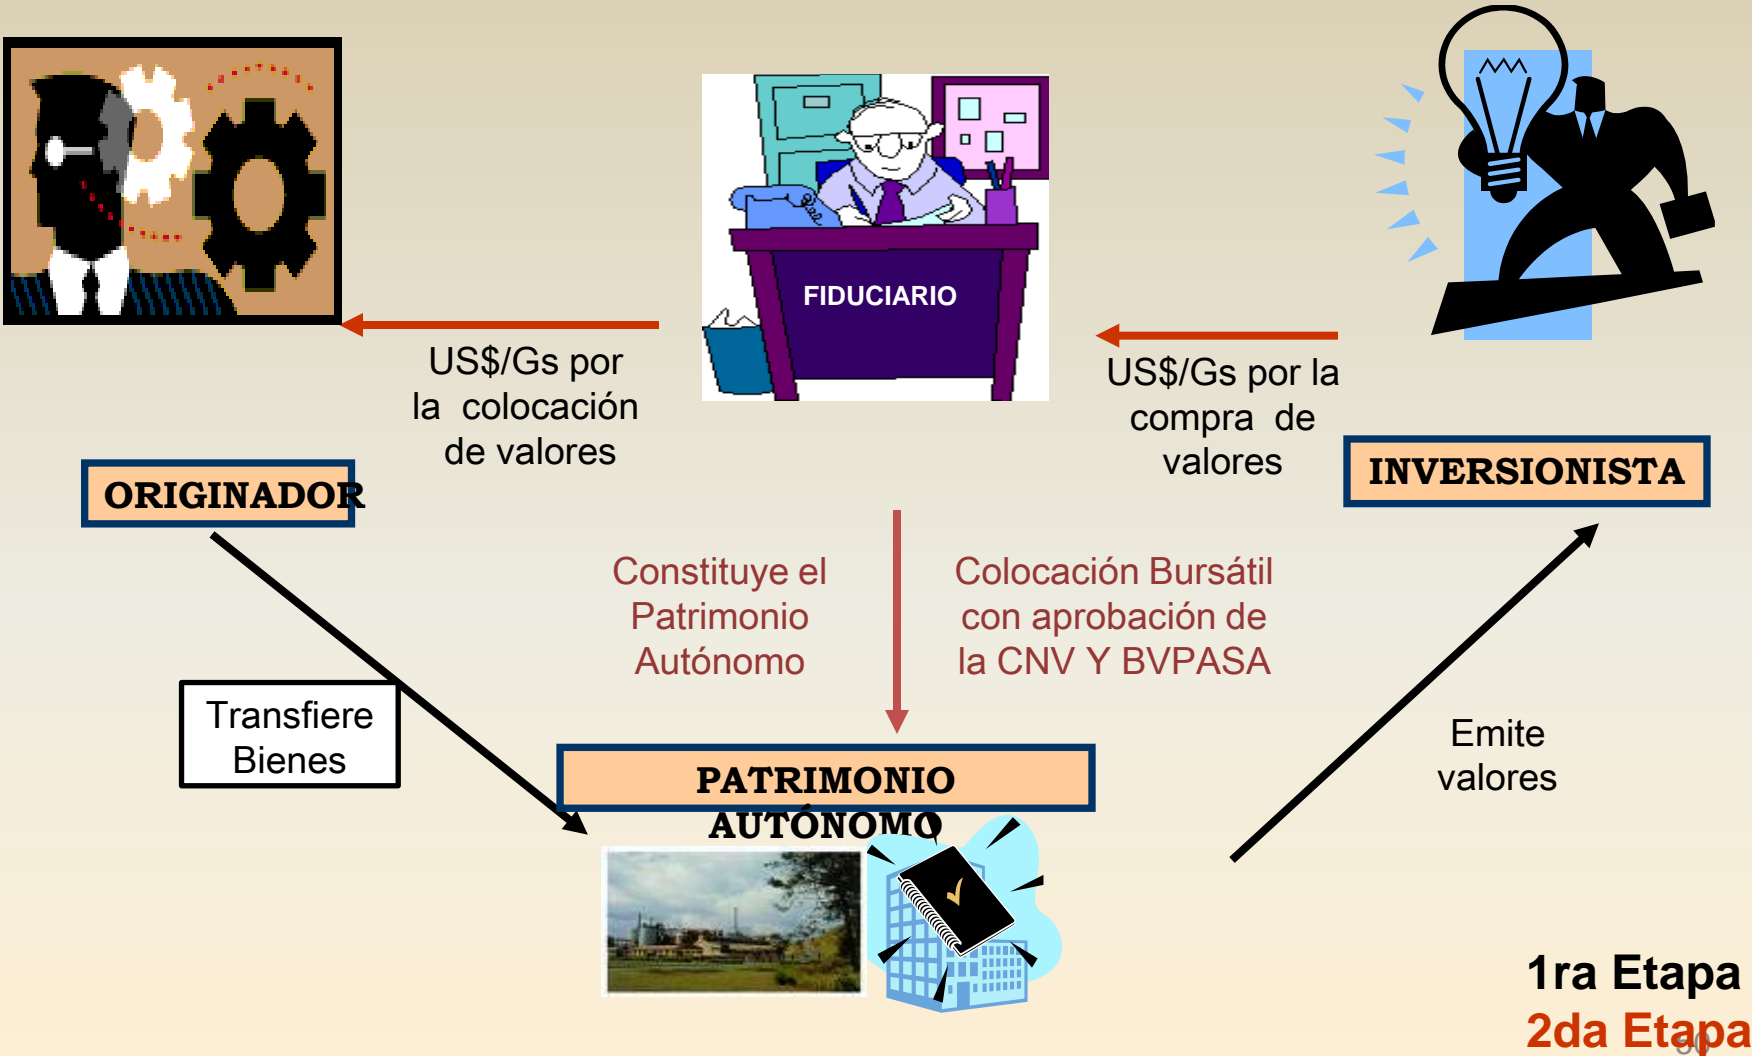 FIDUCIARIO
US$/Gs por
la colocación
de valores
US$/Gs por la
compra de
valores
ORIGINADOR
INVERSIONISTA
Constituye el
Patrimonio
Autónomo
Colocación Bursátil
con aprobación de
la CNV Y BVPASA
Transfiere
Bienes
Emite
valores
PATRIMONIO
AUTÓNOMO
1ra Etapa
2da Etapa